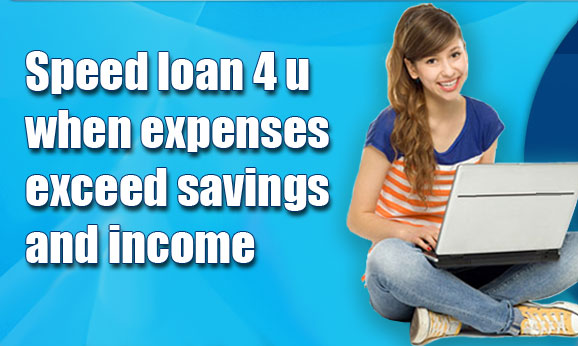 Speed loan 4 u
when expenses
exceed savings
and income